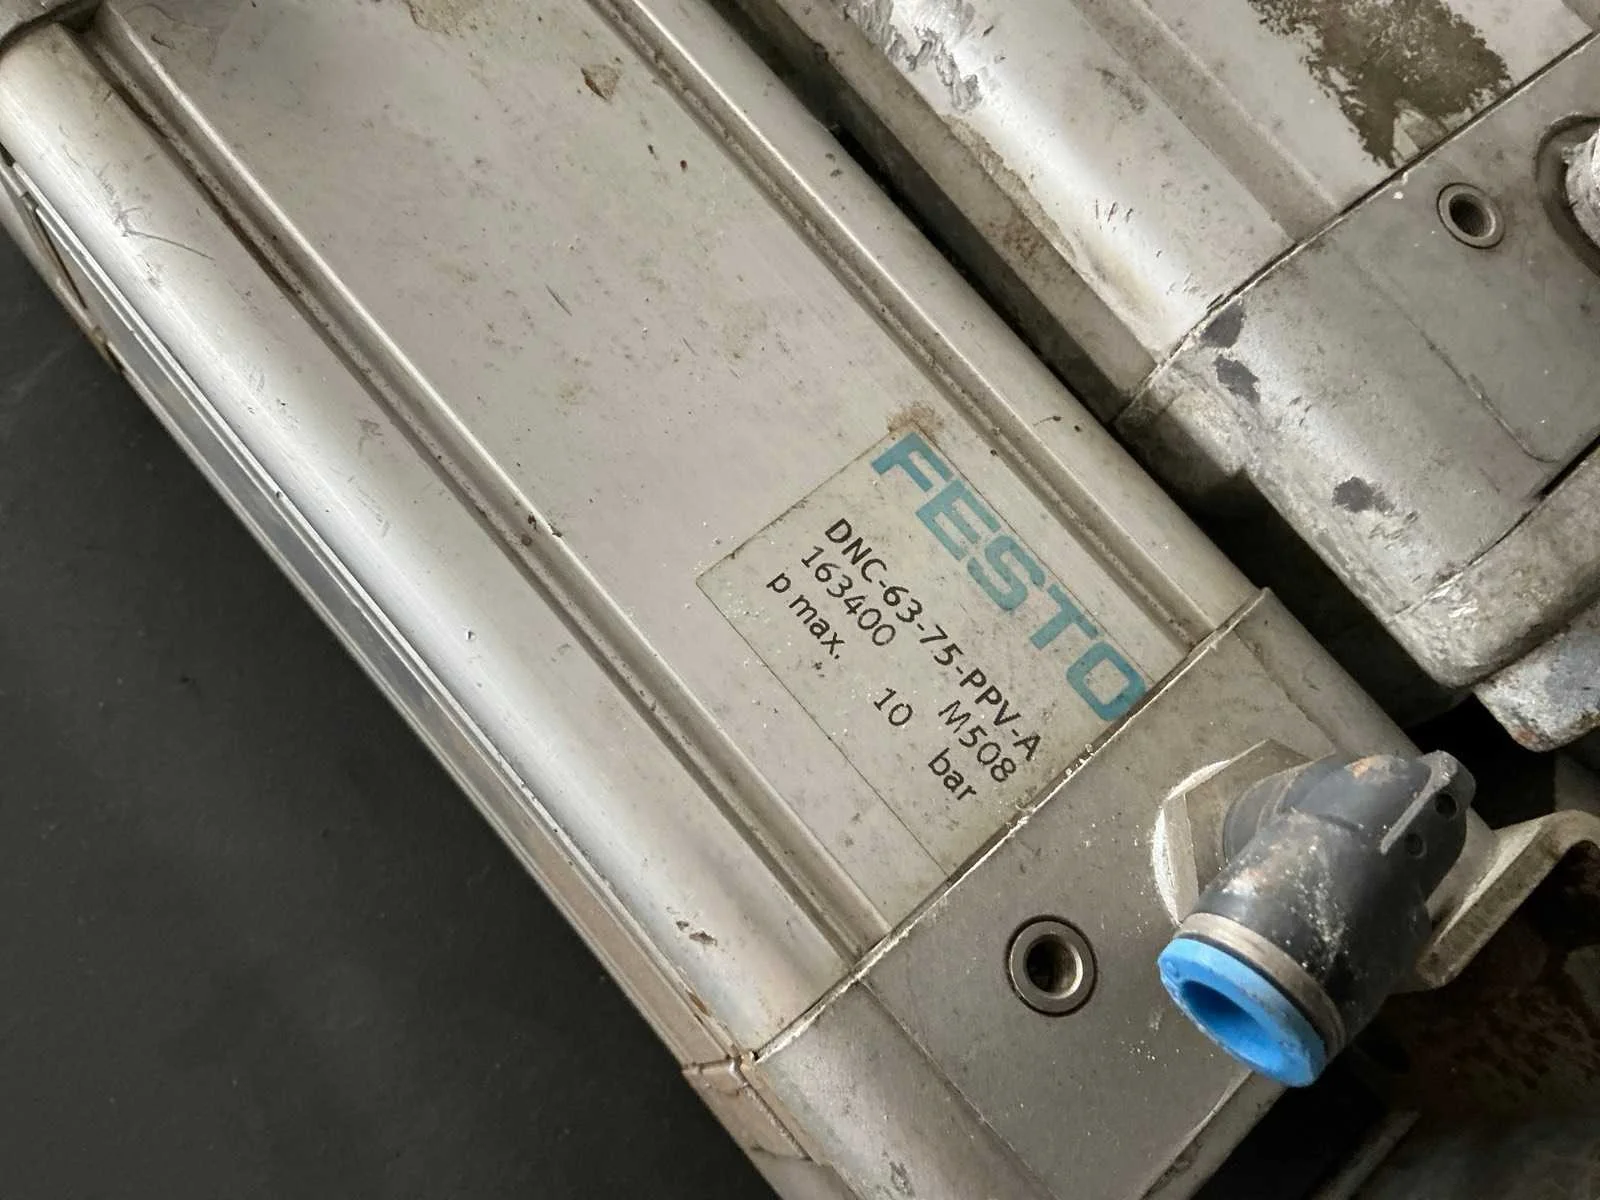 FESTO
DNC-63-75-PPV-A
163400 M508
p max. 10 bar